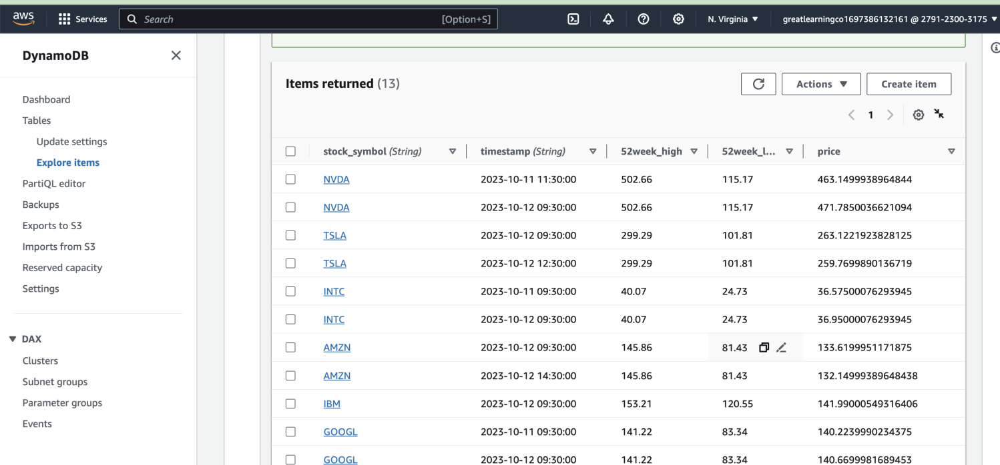 aws Services Search [Option+S] N. Virginia greatlearningco1697386132161 @ 2791-2300-3175
DynamoDB
Dashboard
Tables
Update settings
Explore items
PartiQL editor
Backups
Exports to S3
Imports from S3
Reserved capacity
Settings
DAX
Clusters
Subnet groups
Parameter groups
Events
Items returned (13)
Actions Create item
1
stock_symbol (String) timestamp (String) 52week_high 52week_l... price
NVDA 2023-10-11 11:30:00 502.66 115.17 463.1499938964844
NVDA 2023-10-12 09:30:00 502.66 115.17 471.7850036621094
TSLA 2023-10-12 09:30:00 299.29 101.81 263.1221923828125
TSLA 2023-10-12 12:30:00 299.29 101.81 259.7699890136719
INTC 2023-10-11 09:30:00 40.07 24.73 36.57500076293945
INTC 2023-10-12 09:30:00 40.07 24.73 36.95000076293945
AMZN 2023-10-12 09:30:00 145.86 81.43 133.6199951171875
AMZN 2023-10-12 14:30:00 145.86 81.43 132.14999389648438
IBM 2023-10-12 09:30:00 153.21 120.55 141.99000549316406
GOOGL 2023-10-11 09:30:00 141.22 83.34 140.2239990234375
GOOGL 2023-10-12 09:30:00 141.22 83.34 140.6699981689453